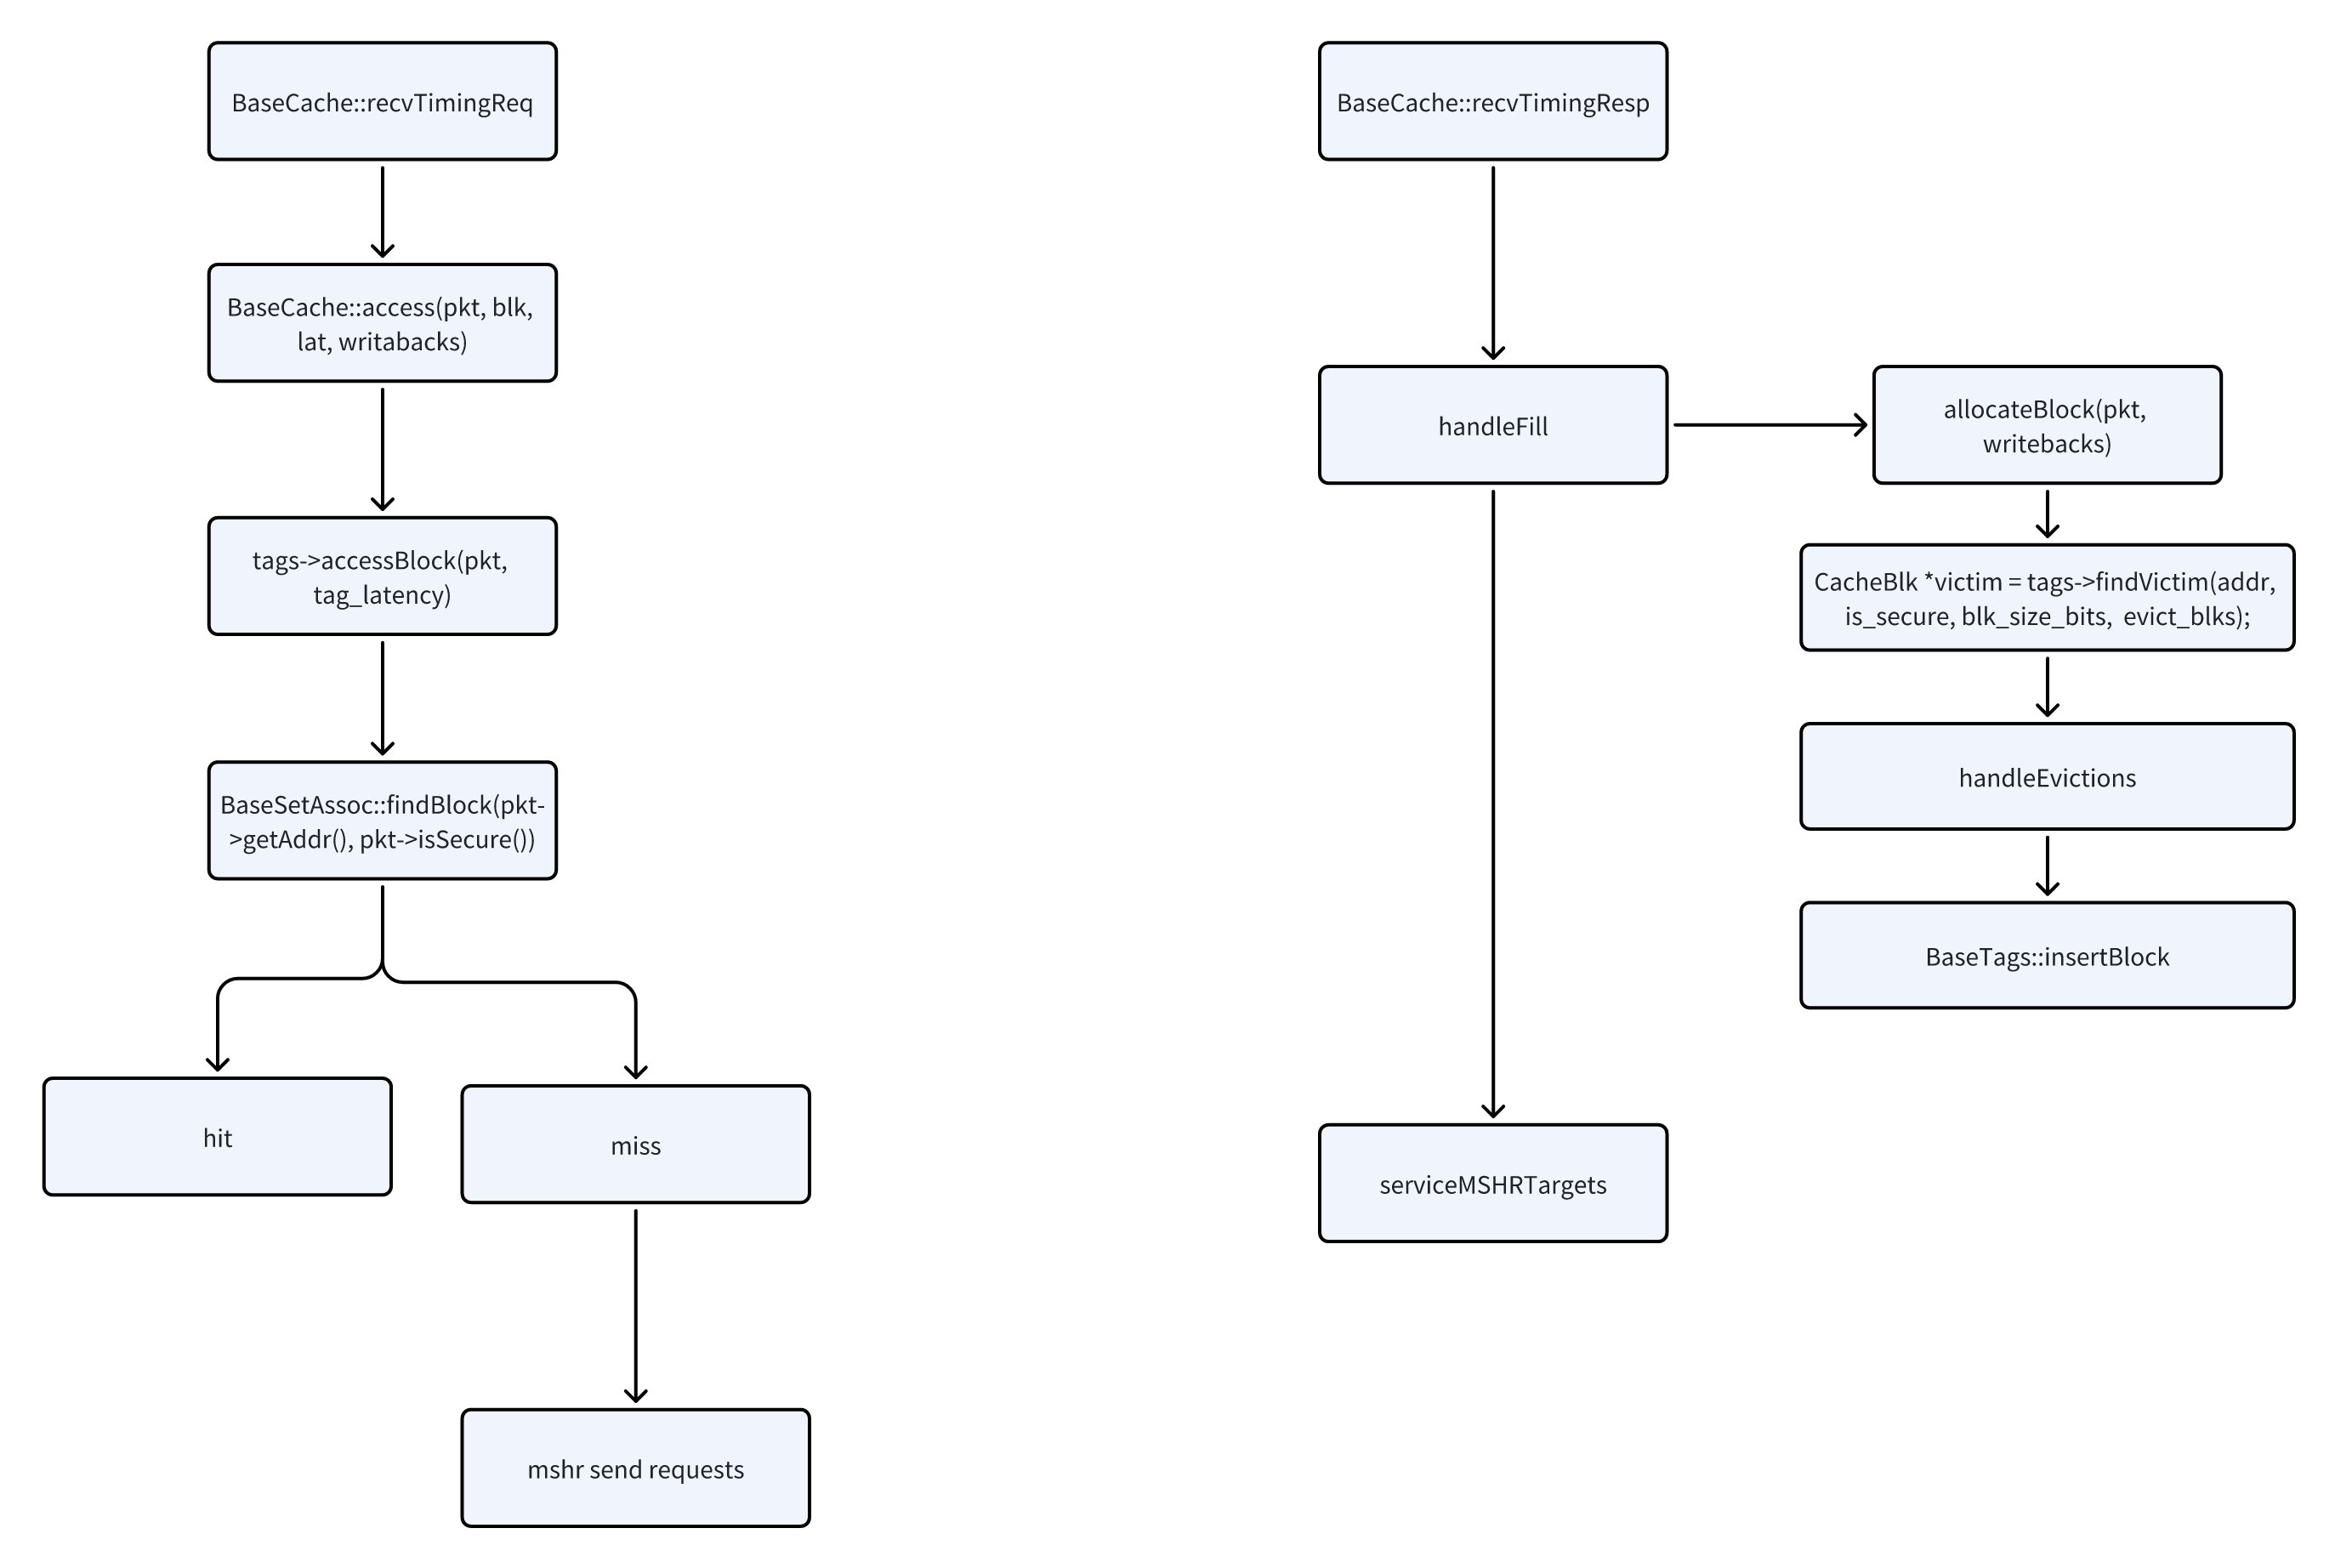 BaseCache::recvTimingReq
BaseCache::access(pkt, blk,
lat, writabacks)
tags->accessBlock(pkt,
tag_latency)
BaseSetAssoc::findBlock(pkt-
>getAddr(), pkt->isSecure())
hit
miss
mshr send requests
BaseCache::recvTimingResp
handleFill
allocateBlock(pkt,
writebacks)
CacheBlk *victim = tags->findVictim(addr,
is_secure, blk_size_bits,  evict_blks);
handleEvictions
BaseTags::insertBlock
serviceMSHRTargets